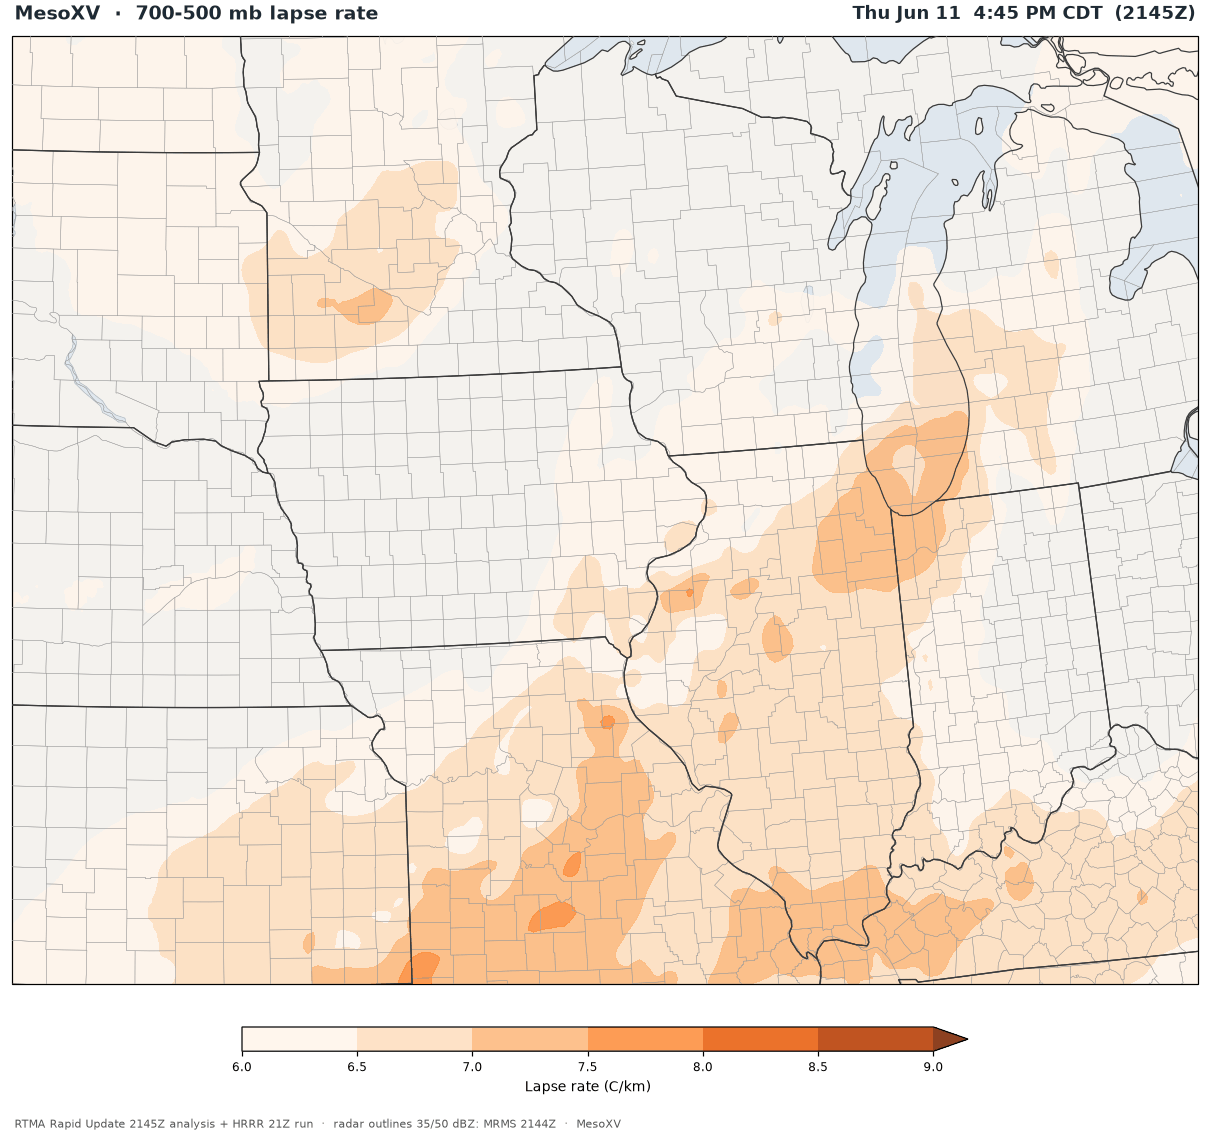 MesoXV · 700-500 mb lapse rate
Thu Jun 11 4:45 PM CDT (2145Z)
6.0 6.5 7.0 7.5 8.0 8.5 9.0
Lapse rate (C/km)
RTMA Rapid Update 2145Z analysis + HRRR 21Z run · radar outlines 35/50 dBZ: MRMS 2144Z · MesoXV